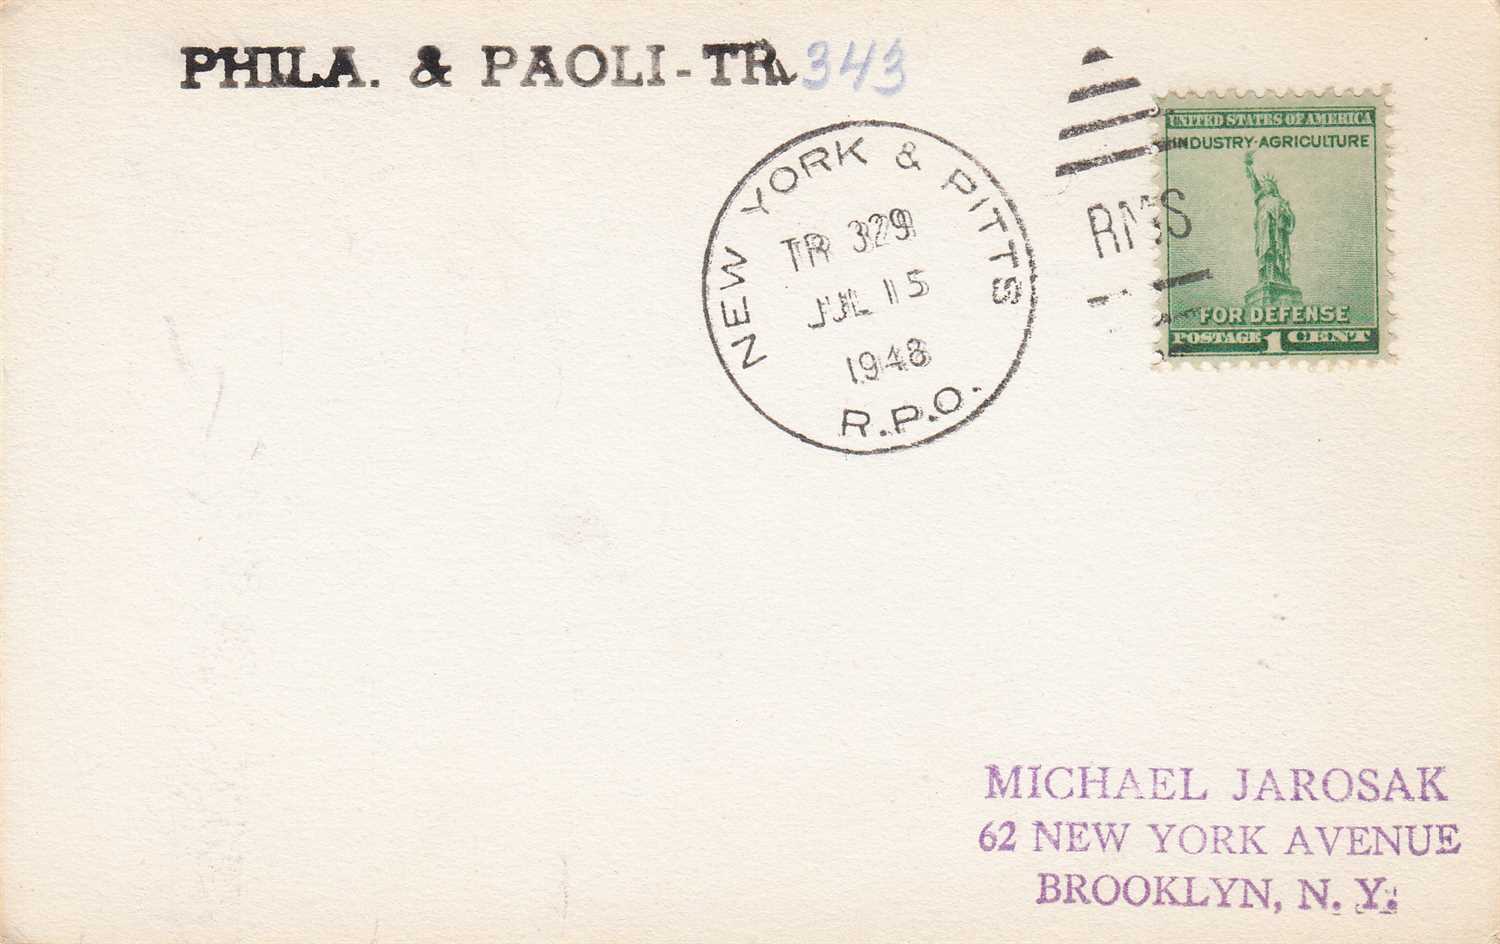 PHILA. & PAOLI-TR. 343
NEW YORK & PITTS
TR 329
JUL 15
1948
R.P.O.
RMS
UNITED STATES OF AMERICA
INDUSTRY·AGRICULTURE
FOR DEFENSE
POSTAGE 1 CENT
MICHAEL JAROSAK
62 NEW YORK AVENUE
BROOKLYN, N. Y.